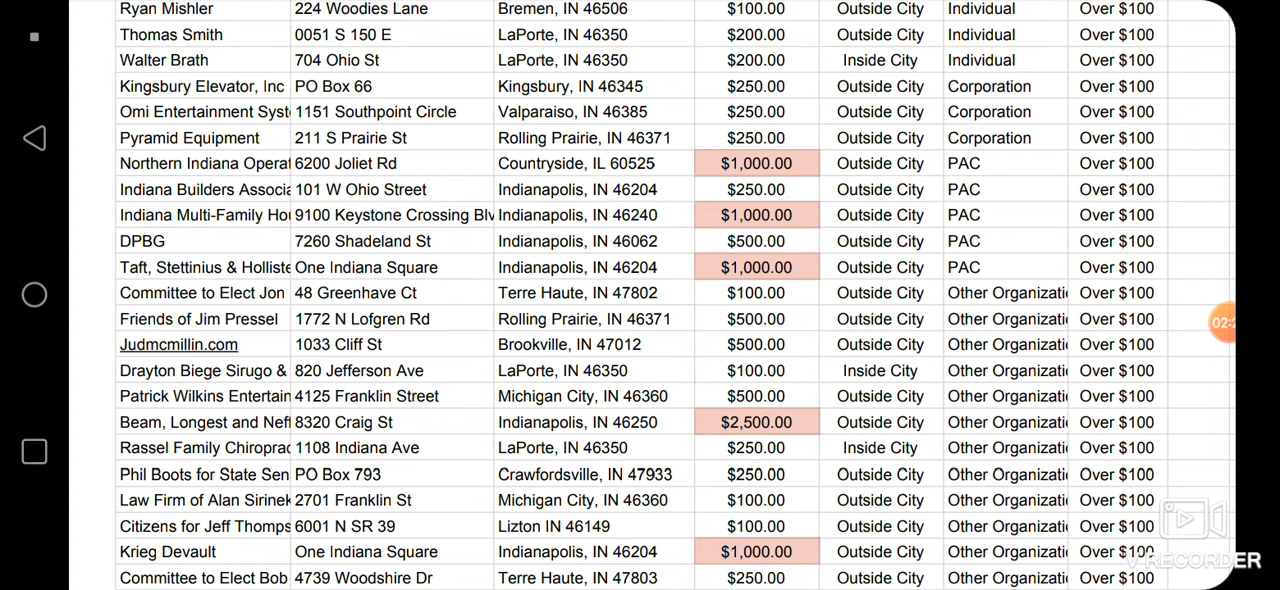 Ryan Mishler 224 Woodies Lane Bremen, IN 46506 $100.00 Outside City Individual Over $100
Thomas Smith 0051 S 150 E LaPorte, IN 46350 $200.00 Outside City Individual Over $100
Walter Brath 704 Ohio St LaPorte, IN 46350 $200.00 Inside City Individual Over $100
Kingsbury Elevator, Inc PO Box 66 Kingsbury, IN 46345 $250.00 Outside City Corporation Over $100
Omi Entertainment Syst 1151 Southpoint Circle Valparaiso, IN 46385 $250.00 Outside City Corporation Over $100
Pyramid Equipment 211 S Prairie St Rolling Prairie, IN 46371 $250.00 Outside City Corporation Over $100
Northern Indiana Operat 6200 Joliet Rd Countryside, IL 60525 $1,000.00 Outside City PAC Over $100
Indiana Builders Associa 101 W Ohio Street Indianapolis, IN 46204 $250.00 Outside City PAC Over $100
Indiana Multi-Family Hou 9100 Keystone Crossing Blv Indianapolis, IN 46240 $1,000.00 Outside City PAC Over $100
DPBG 7260 Shadeland St Indianapolis, IN 46062 $500.00 Outside City PAC Over $100
Taft, Stettinius & Holliste One Indiana Square Indianapolis, IN 46204 $1,000.00 Outside City PAC Over $100
Committee to Elect Jon 48 Greenhave Ct Terre Haute, IN 47802 $100.00 Outside City Other Organizati Over $100
Friends of Jim Pressel 1772 N Lofgren Rd Rolling Prairie, IN 46371 $500.00 Outside City Other Organizati Over $100
Judmcmillin.com 1033 Cliff St Brookville, IN 47012 $500.00 Outside City Other Organizati Over $100
Drayton Biege Sirugo & 820 Jefferson Ave LaPorte, IN 46350 $100.00 Inside City Other Organizati Over $100
Patrick Wilkins Entertain 4125 Franklin Street Michigan City, IN 46360 $500.00 Outside City Other Organizati Over $100
Beam, Longest and Neff 8320 Craig St Indianapolis, IN 46250 $2,500.00 Outside City Other Organizati Over $100
Rassel Family Chiroprac 1108 Indiana Ave LaPorte, IN 46350 $250.00 Inside City Other Organizati Over $100
Phil Boots for State Sen PO Box 793 Crawfordsville, IN 47933 $250.00 Outside City Other Organizati Over $100
Law Firm of Alan Sirinek 2701 Franklin St Michigan City, IN 46360 $100.00 Outside City Other Organizati Over $100
Citizens for Jeff Thomps 6001 N SR 39 Lizton IN 46149 $100.00 Outside City Other Organizati Over $100
Krieg Devault One Indiana Square Indianapolis, IN 46204 $1,000.00 Outside City Other Organizati Over $100
Committee to Elect Bob 4739 Woodshire Dr Terre Haute, IN 47803 $250.00 Outside City Other Organizati Over $100
V RECORDER